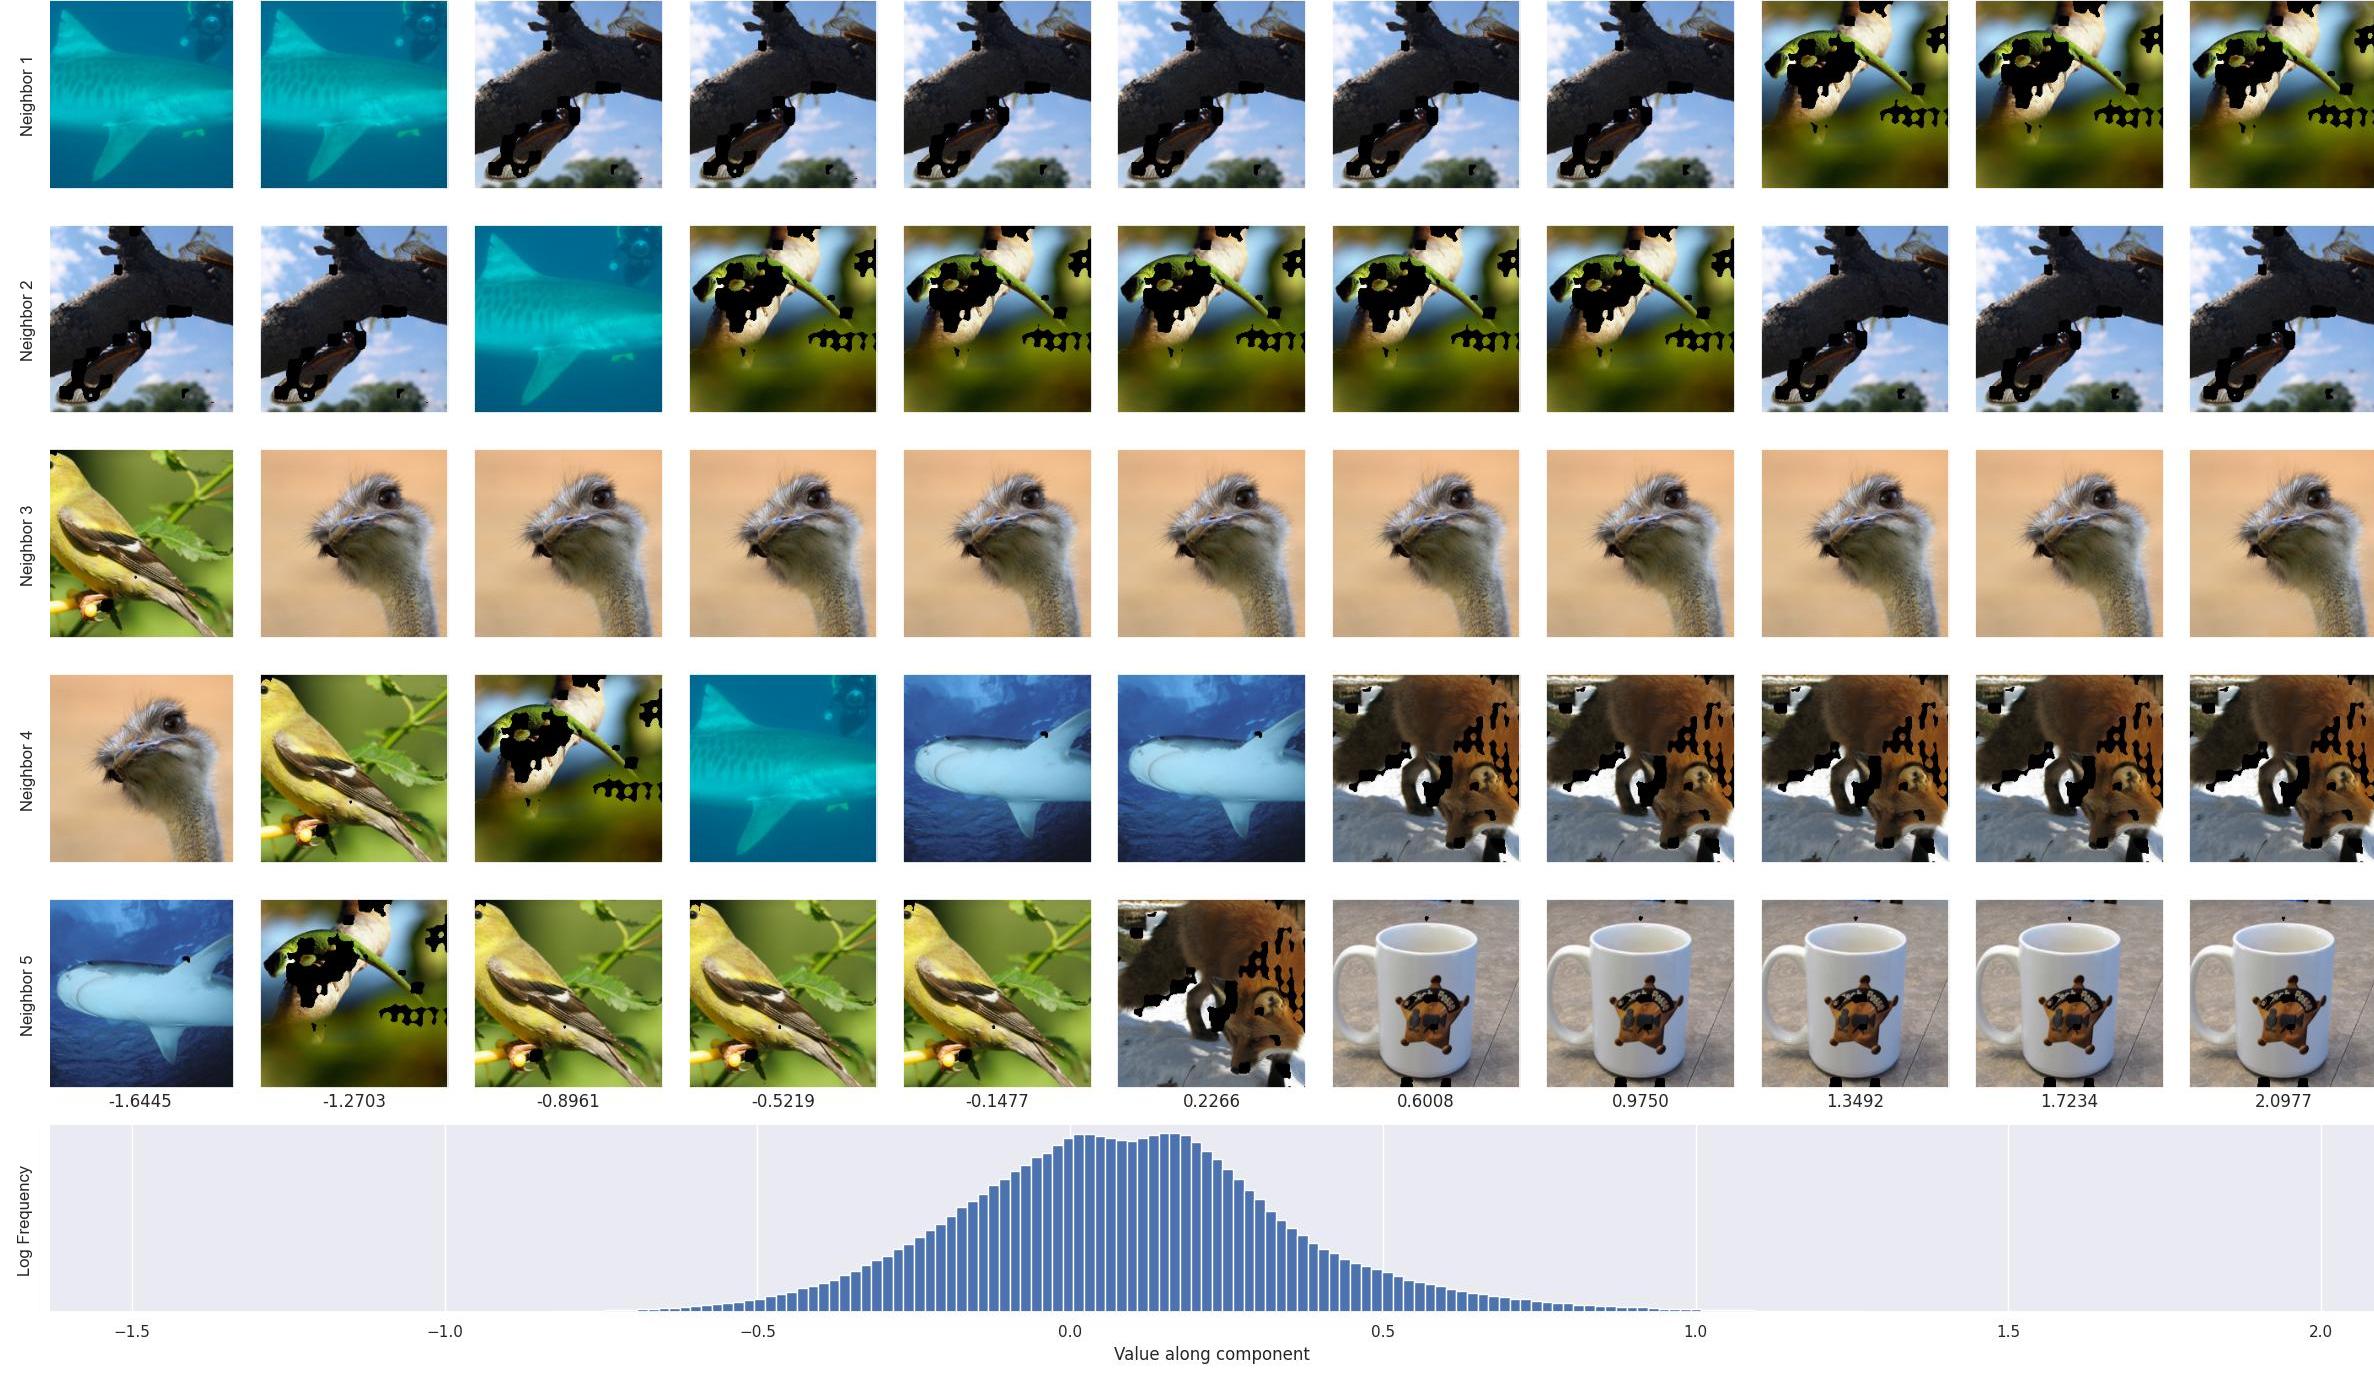 Neighbor 1
Neighbor 2
Neighbor 3
Neighbor 4
Neighbor 5
-1.6445 -1.2703 -0.8961 -0.5219 -0.1477 0.2266 0.6008 0.9750 1.3492 1.7234 2.0977
Log Frequency
−1.5 −1.0 −0.5 0.0 0.5 1.0 1.5 2.0
Value along component